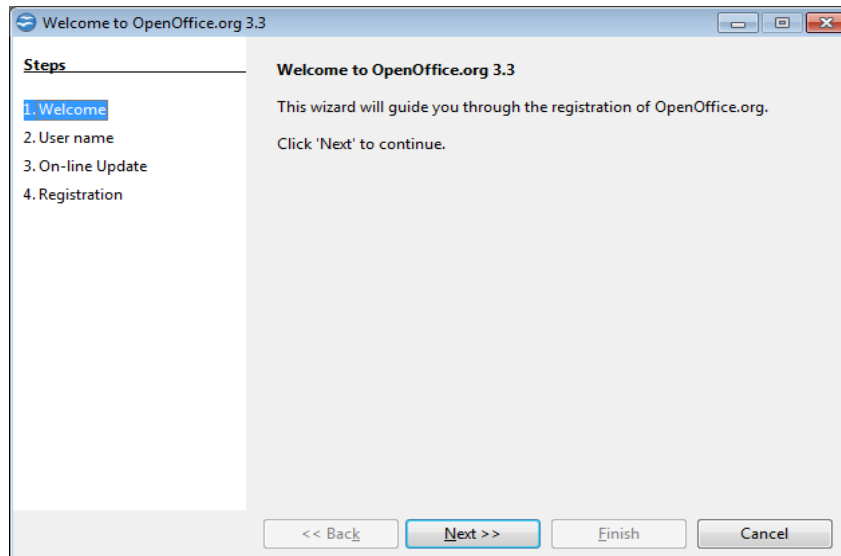 Welcome to OpenOffice.org 3.3
Steps
1. Welcome
2. User name
3. On-line Update
4. Registration
Welcome to OpenOffice.org 3.3
This wizard will guide you through the registration of OpenOffice.org.
Click 'Next' to continue.
<< Back
Next >>
Finish
Cancel